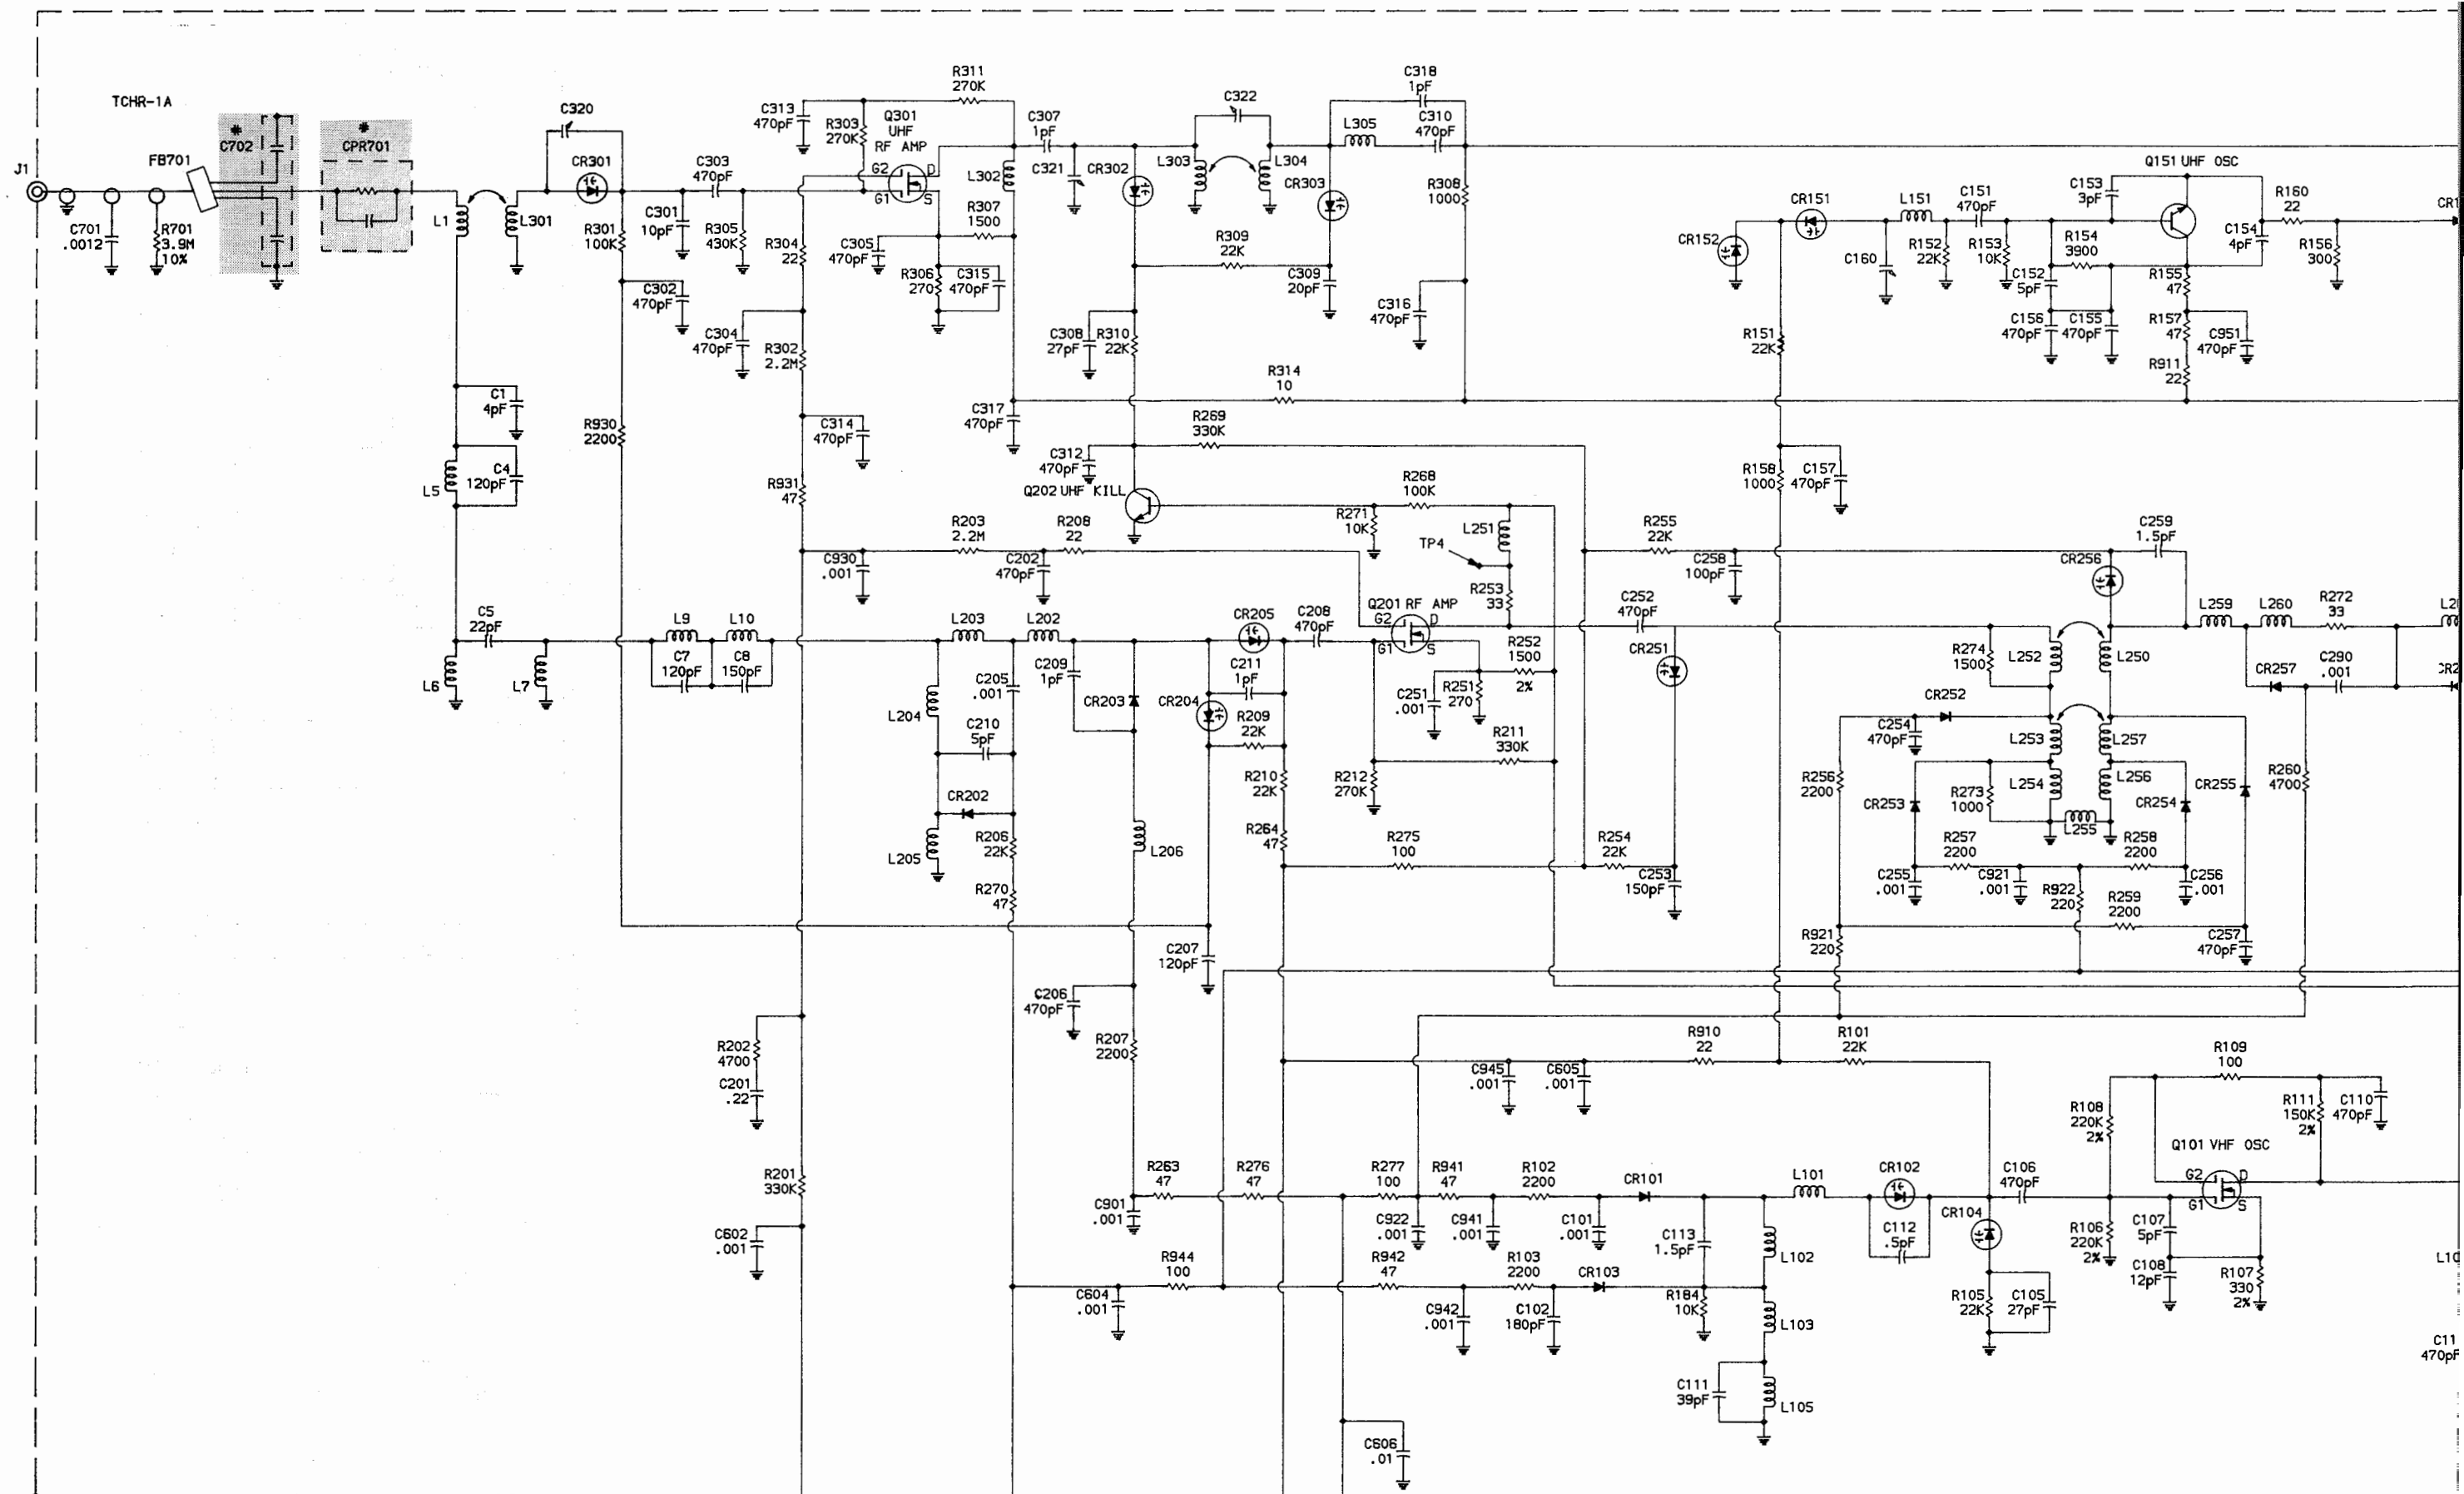 TCHR-1A
J1
C701
.0012
R701
3.9M
10%
FB701
*
C702
*
CPR701
L1
L301
C320
CR301
R301
100K
C301
10pF
C302
470pF
C303
470pF
R305
430K
C313
470pF
R303
270K
Q301
UHF
RF AMP
G2
D
G1
S
R311
270K
R304
22
C304
470pF
R302
2.2M
C305
470pF
R306
270
C315
470pF
R307
1500
L302
C307
1pF
C321
CR302
L303
C322
L304
CR303
L305
C318
1pF
C310
470pF
R308
1000
R309
22K
C309
20pF
C308
27pF
R310
22K
C316
470pF
R314
10
C317
470pF
C314
470pF
R931
47
R930
2200
C1
4pF
C4
120pF
L5
C5
22pF
L6
L7
L9
L10
C7
120pF
C8
150pF
R269
330K
C312
470pF
Q202 UHF KILL
R268
100K
R271
10K
L251
TP4
R253
33
R203
2.2M
R208
22
C930
.001
C202
470pF
Q201 RF AMP
G2
D
G1
S
CR152
CR151
C160
L151
R152
22K
C151
470pF
R153
10K
C153
3pF
Q151 UHF OSC
R154
3900
C152
5pF
C156
470pF
C155
470pF
R155
47
R157
47
R911
22
C951
470pF
C154
4pF
R160
22
R156
300
CR1
R151
22K
R158
1000
C157
470pF
R255
22K
C258
100pF
C259
1.5pF
CR256
C252
470pF
CR251
L252
L250
R274
1500
L259
L260
R272
33
L2
CR257
C290
.001
CR2
L203
L202
L204
C205
.001
C209
1pF
C210
5pF
CR203
CR204
CR205
C211
1pF
C208
470pF
R209
22K
R210
22K
R264
47
CR202
L205
R206
22K
R270
47
L206
C251
.001
R251
270
R252
1500
2%
R211
330K
R212
270K
R275
100
R254
22K
C253
150pF
CR252
C254
470pF
L253
L257
R256
2200
CR253
R273
1000
L254
L256
CR254
CR255
L255
R260
4700
R257
2200
R258
2200
C255
.001
C921
.001
R922
220
C256
.001
R259
2200
R921
220
C257
470pF
C207
120pF
C206
470pF
R207
2200
R202
4700
C201
.22
R201
330K
C602
.001
C945
.001
C605
.001
R910
22
R101
22K
R263
47
R276
47
R277
100
R941
47
R102
2200
CR101
C901
.001
C922
.001
C941
.001
C101
.001
R944
100
C604
.001
R942
47
R103
2200
CR103
C942
.001
C102
180pF
C113
1.5pF
R184
10K
L101
L102
L103
C111
39pF
L105
C606
.01
CR102
C112
.5pF
C106
470pF
CR104
R105
22K
C105
27pF
R108
220K
2%
R106
220K
2%
R109
100
R111
150K
2%
C110
470pF
Q101 VHF OSC
G2
D
G1
S
C107
5pF
C108
12pF
R107
330
2%
L10
C11
470pF